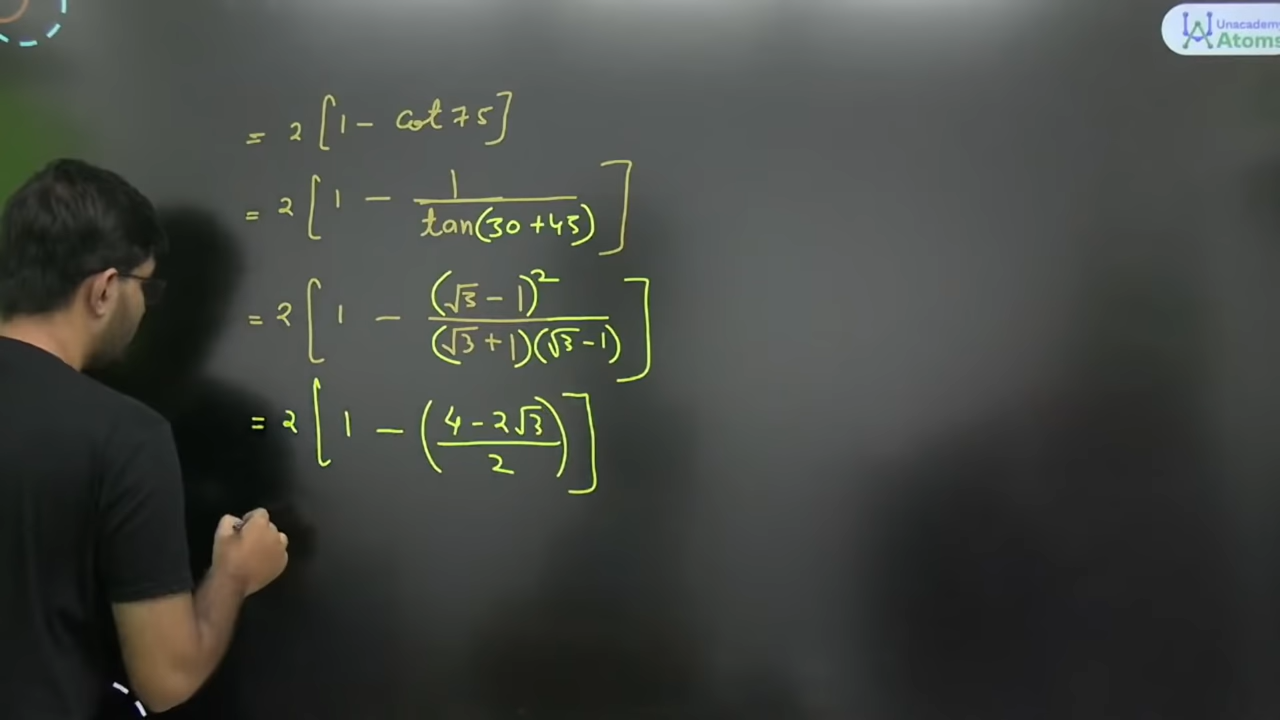 Unacademy
Atoms
= 2 [1 - cot 75]
= 2 [1 - 1/tan(30+45)]
= 2 [1 - (√3 - 1)²/(√3 + 1)(√3 - 1)]
= 2 [1 - (4 - 2√3/2)]